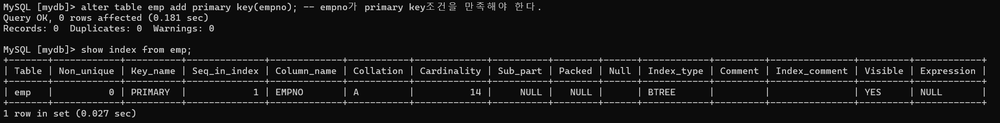 MySQL [mydb]> alter table emp add primary key(empno); -- empno가 primary key조건을 만족해야 한다.
Query OK, 0 rows affected (0.181 sec)
Records: 0  Duplicates: 0  Warnings: 0
MySQL [mydb]> show index from emp;
+-------+------------+----------+--------------+-------------+-----------+-------------+----------+--------+------+------------+---------+---------------+---------+------------+
| Table | Non_unique | Key_name | Seq_in_index | Column_name | Collation | Cardinality | Sub_part | Packed | Null | Index_type | Comment | Index_comment | Visible | Expression |
+-------+------------+----------+--------------+-------------+-----------+-------------+----------+--------+------+------------+---------+---------------+---------+------------+
| emp   |          0 | PRIMARY  |            1 | EMPNO       | A         |          14 |     NULL |   NULL |      | BTREE      |         |               | YES     | NULL       |
+-------+------------+----------+--------------+-------------+-----------+-------------+----------+--------+------+------------+---------+---------------+---------+------------+
1 row in set (0.027 sec)